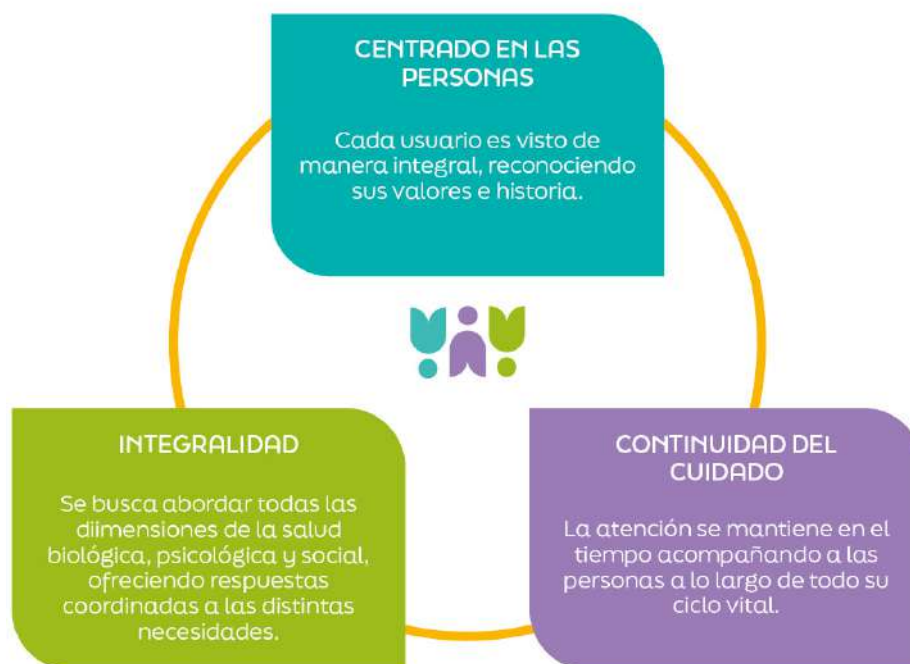 CENTRADO EN LAS
PERSONAS
Cada usuario es visto de
manera integral, reconociendo
sus valores e historia.
INTEGRALIDAD
Se busca abordar todas las
diimensiones de la salud
biológica, psicológica y social,
ofreciendo respuestas
coordinadas a las distintas
necesidades.
CONTINUIDAD DEL
CUIDADO
La atención se mantiene en el
tiempo acompañando a las
personas a lo largo de todo su
ciclo vital.